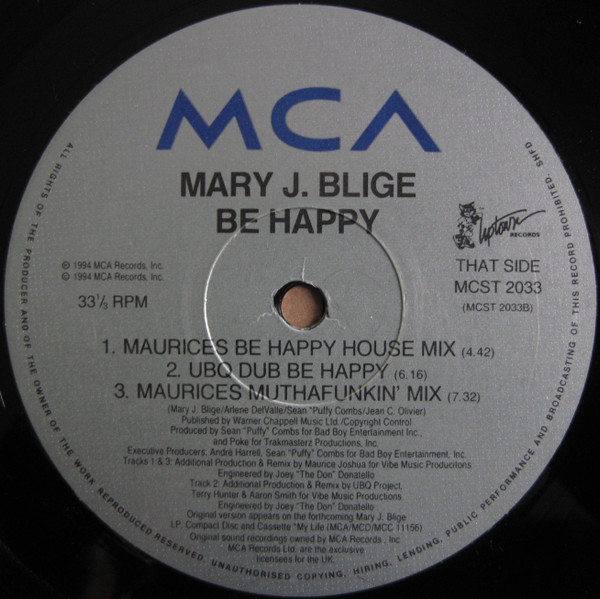 MCA
MARY J. BLIGE
BE HAPPY
Uptown
RECORDS
℗ 1994 MCA Records, Inc.
© 1994 MCA Records, Inc.
33 1/3 RPM
THAT SIDE
MCST 2033
(MCST 2033B)
1. MAURICES BE HAPPY HOUSE MIX (4.42)
2. UBQ DUB BE HAPPY (6.16)
3. MAURICES MUTHAFUNKIN' MIX (7.32)
(Mary J. Blige/Arlene DelValle/Sean "Puffy Combs/Jean C. Olivier)
Published by Warner Chappell Music Ltd./Copyright Control
Produced by Sean "Puffy" Combs for Bad Boy Entertainment Inc.,
and Poke for Trakmasterz Productions, Inc.
Executive Producers: André Harrell, Sean "Puffy" Combs for Bad Boy Entertainment, Inc.
Tracks 1 & 3: Additional Production & Remix by Maurice Joshua for Vibe Music Producitons
Engineered by Joey "The Don" Donatello
Track 2: Additional Production & Remix by UBQ Project,
Terry Hunter & Aaron Smith for Vibe Music Productions
Engineered by Joey "The Don" Donatello
Original version appears on the forthcoming Mary J. Blige
LP, Compact Disc and Cassette "My Life (MCA/MCD/MCC 11156)
Original sound recordings owned by MCA Records, Inc.
MCA Records Ltd. are the exclusive
licensees for the UK.
ALL RIGHTS OF THE PRODUCER AND OF THE OWNER OF THE WORK REPRODUCED RESERVED. UNAUTHORISED COPYING, HIRING, LENDING, PUBLIC PERFORMANCE AND BROADCASTING OF THIS RECORD PROHIBITED. SHFD